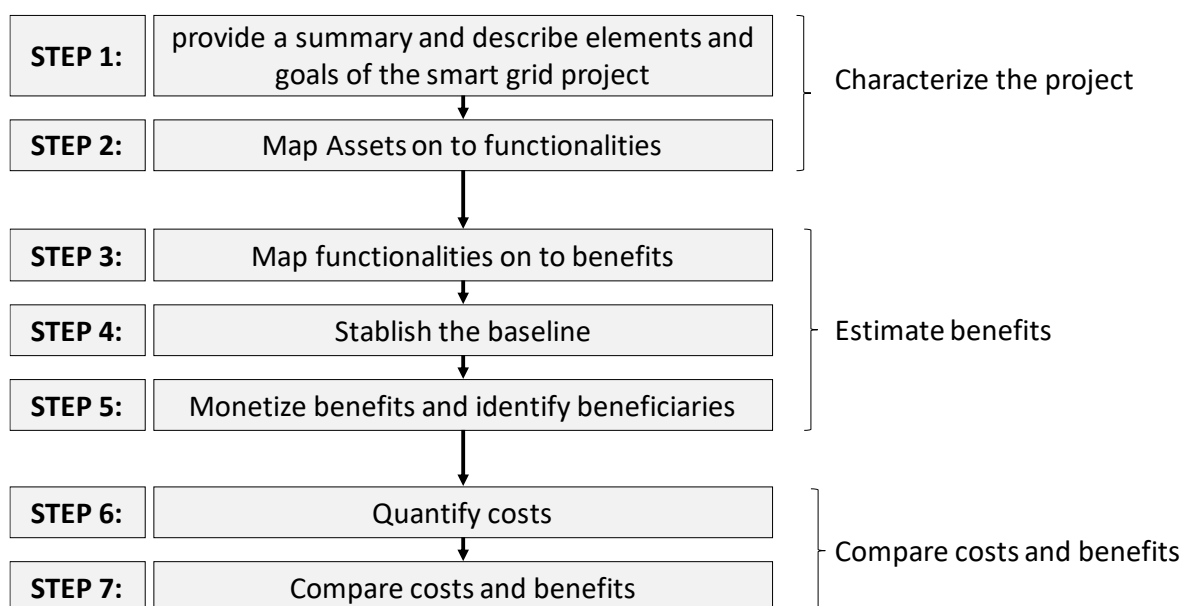 STEP 1:
provide a summary and describe elements and
goals of the smart grid project
Characterize the project
STEP 2:
Map Assets on to functionalities
STEP 3:
Map functionalities on to benefits
STEP 4:
Stablish the baseline
Estimate benefits
STEP 5:
Monetize benefits and identify beneficiaries
STEP 6:
Quantify costs
Compare costs and benefits
STEP 7:
Compare costs and benefits